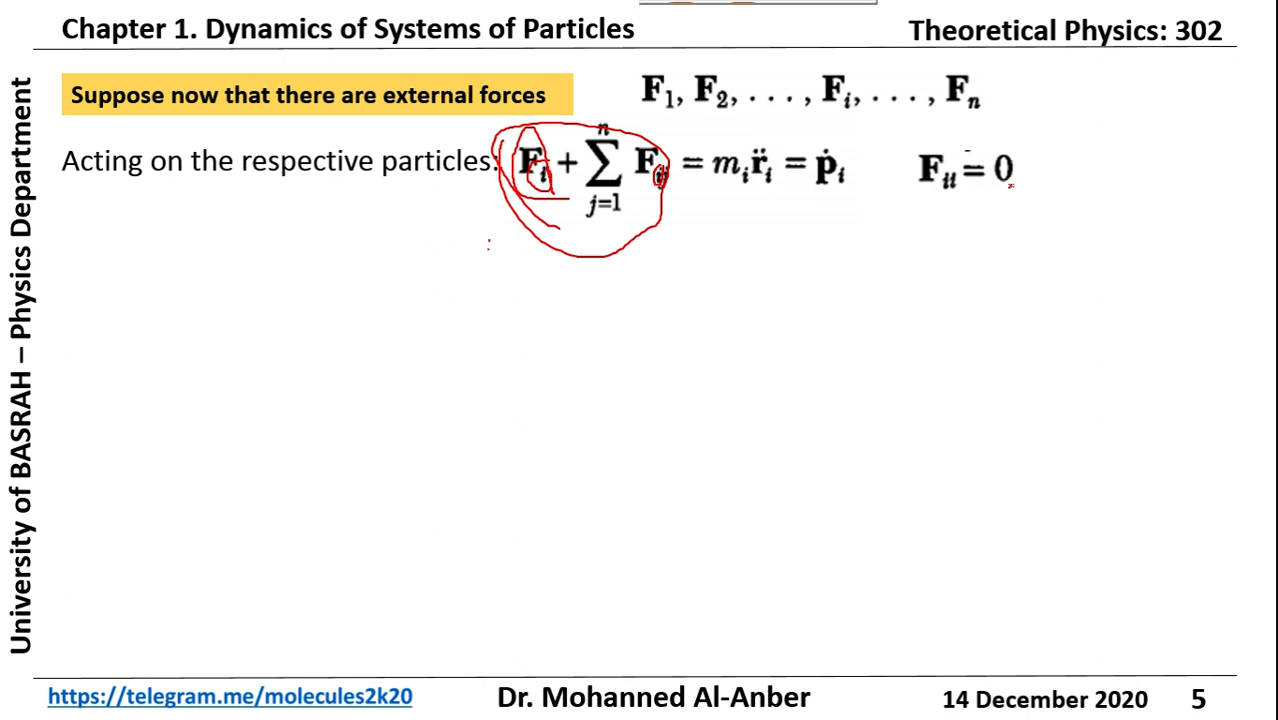 Chapter 1. Dynamics of Systems of Particles
Theoretical Physics: 302
University of BASRAH – Physics Department
Suppose now that there are external forces
F₁, F₂, . . . , Fᵢ, . . . , Fₙ
Acting on the respective particles:
Fᵢ + ∑ⁿⱼ₌₁ Fᵢⱼ = mᵢr̈ᵢ = ṗᵢ
Fᵢᵢ = 0
https://telegram.me/molecules2k20
Dr. Mohanned Al-Anber
14 December 2020
5